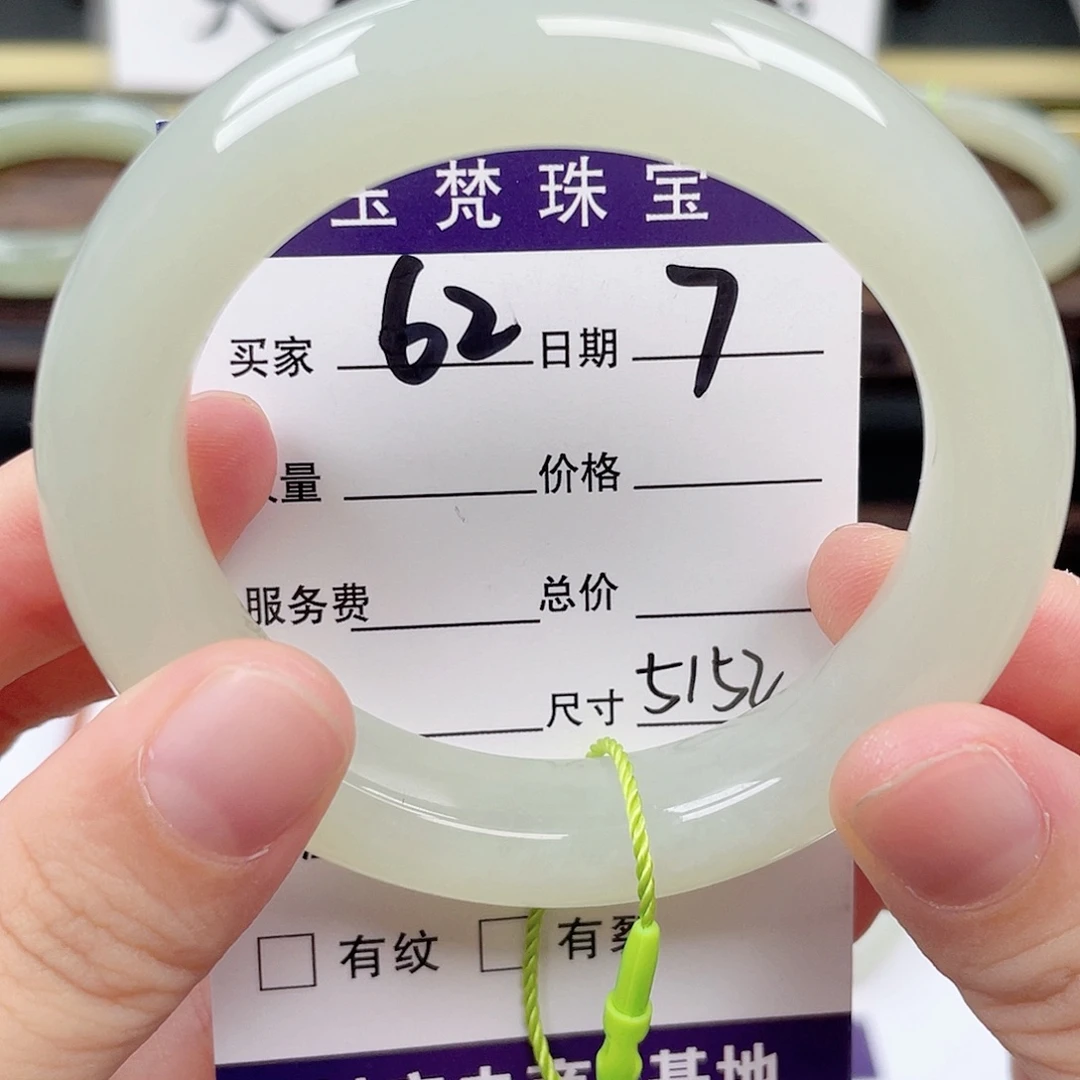 玉梵珠宝
买家 62 日期 7
量 价格
服务费 总价
尺寸 5152
有纹 有裂
基地